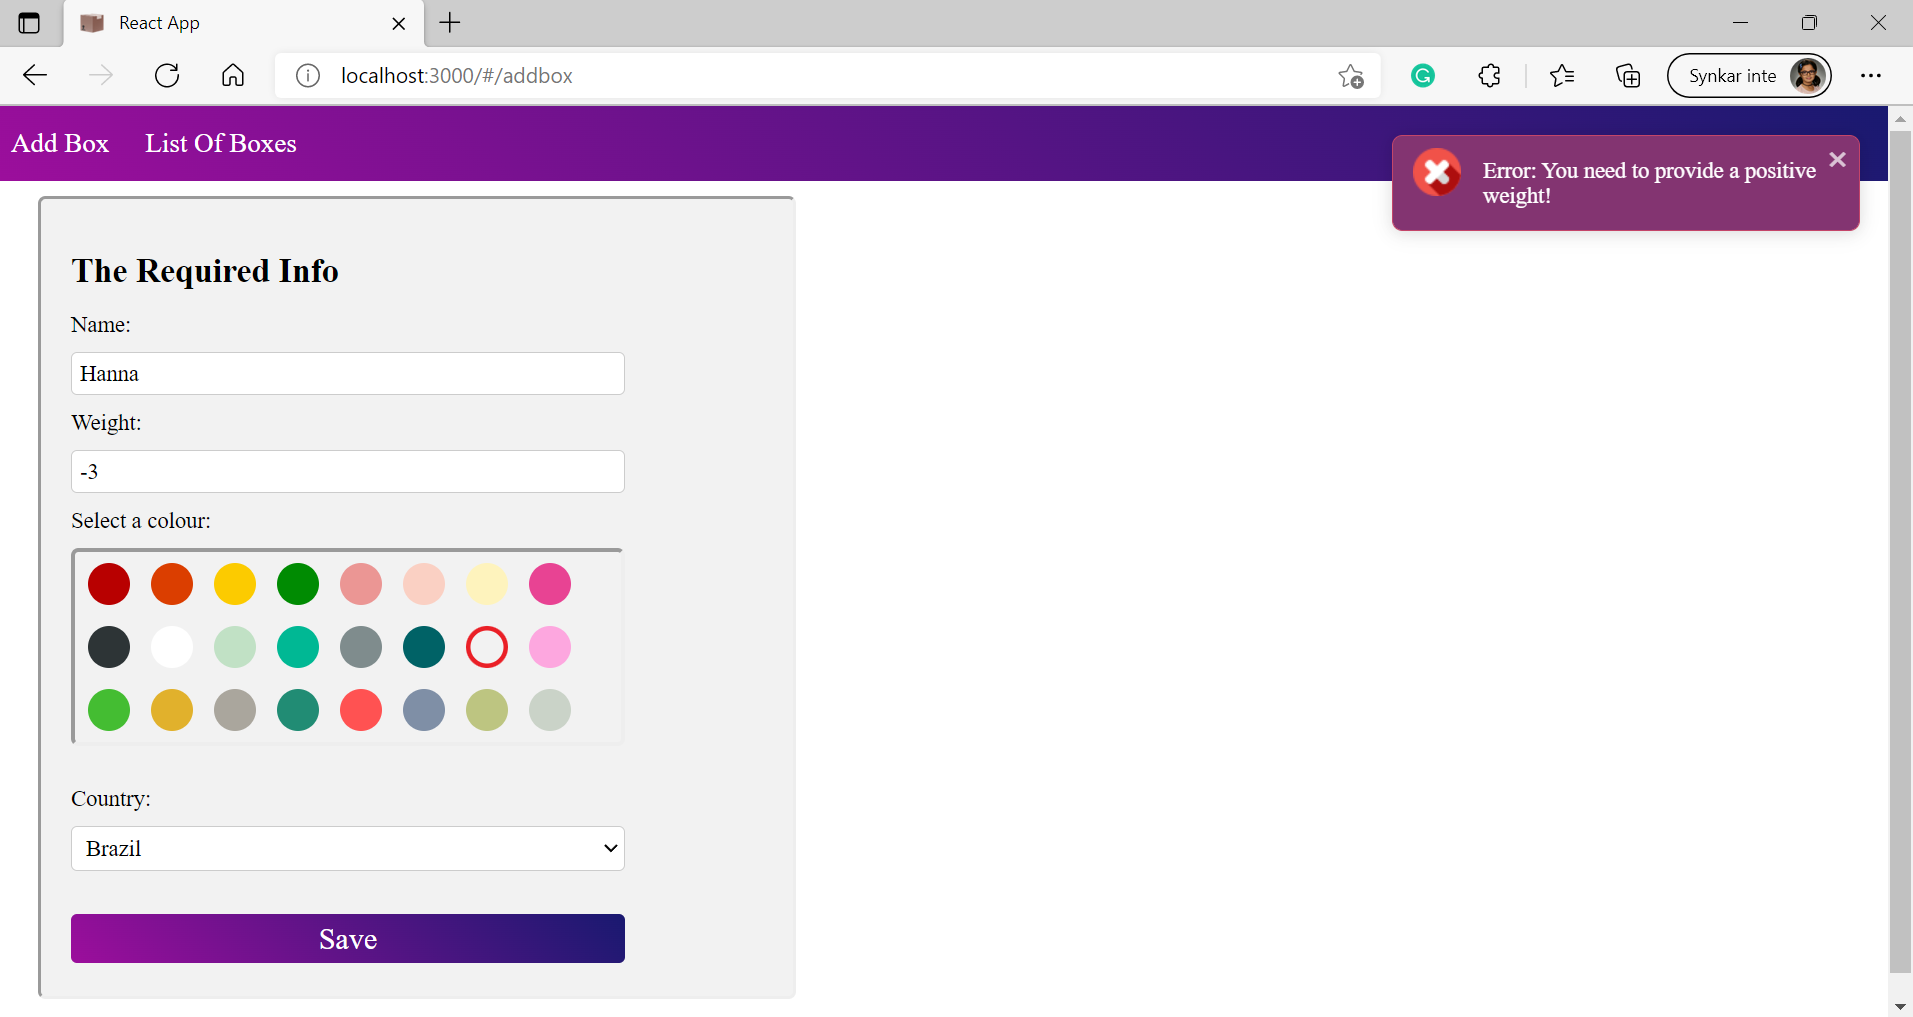 React App
localhost:3000/#/addbox
Synkar inte
Add Box
List Of Boxes
Error: You need to provide a positive
weight!
The Required Info
Name:
Hanna
Weight:
-3
Select a colour:
Country:
Brazil
Save